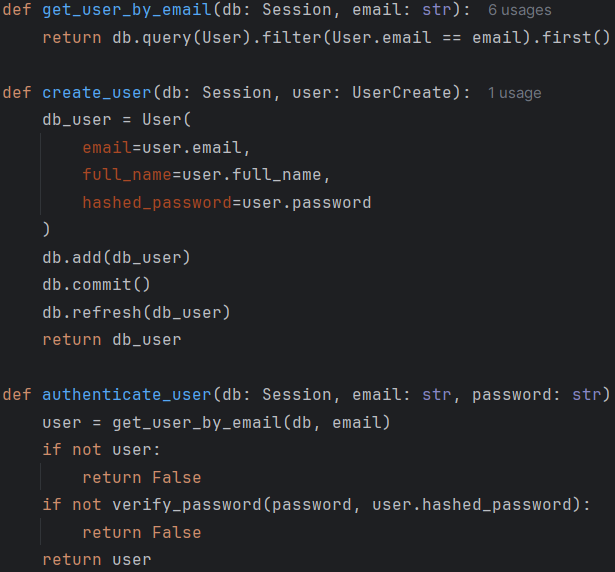 def get_user_by_email(db: Session, email: str): 6 usages
    return db.query(User).filter(User.email == email).first()

def create_user(db: Session, user: UserCreate): 1 usage
    db_user = User(
        email=user.email,
        full_name=user.full_name,
        hashed_password=user.password
    )
    db.add(db_user)
    db.commit()
    db.refresh(db_user)
    return db_user

def authenticate_user(db: Session, email: str, password: str)
    user = get_user_by_email(db, email)
    if not user:
        return False
    if not verify_password(password, user.hashed_password):
        return False
    return user